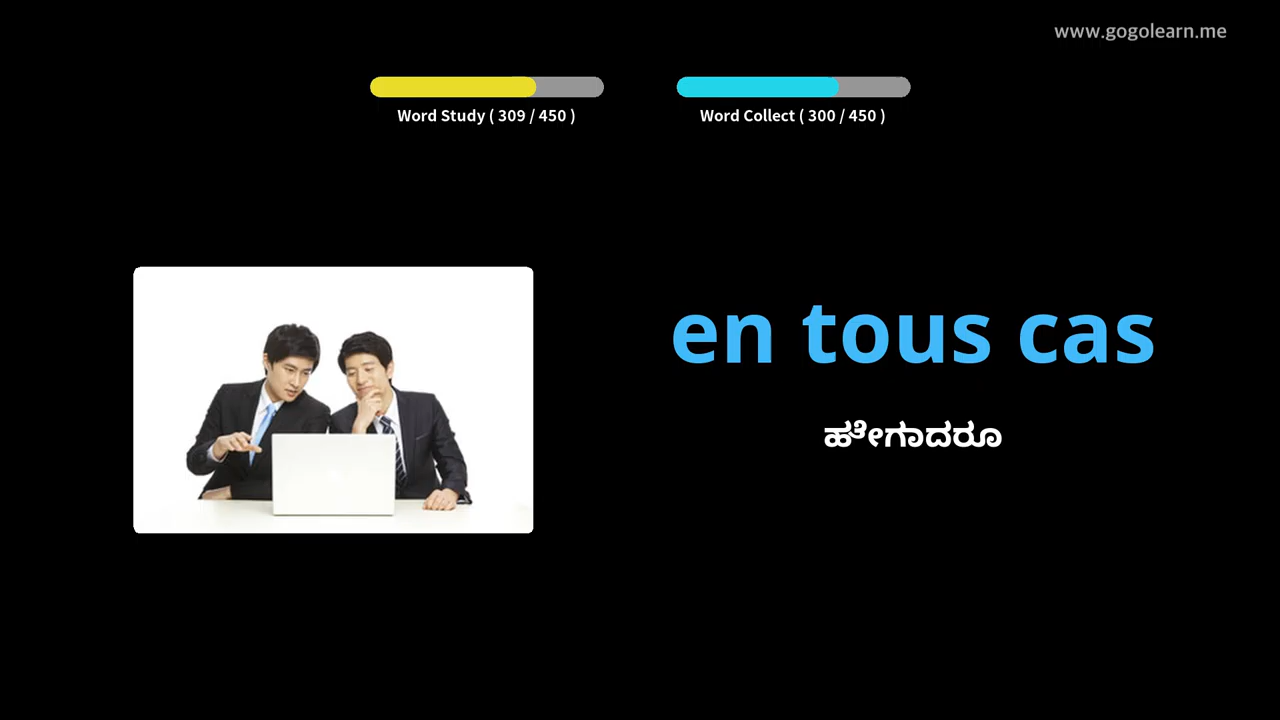 www.gogolearn.me
Word Study ( 309 / 450 )
Word Collect ( 300 / 450 )
en tous cas
ಹೇಗಾದರೂ